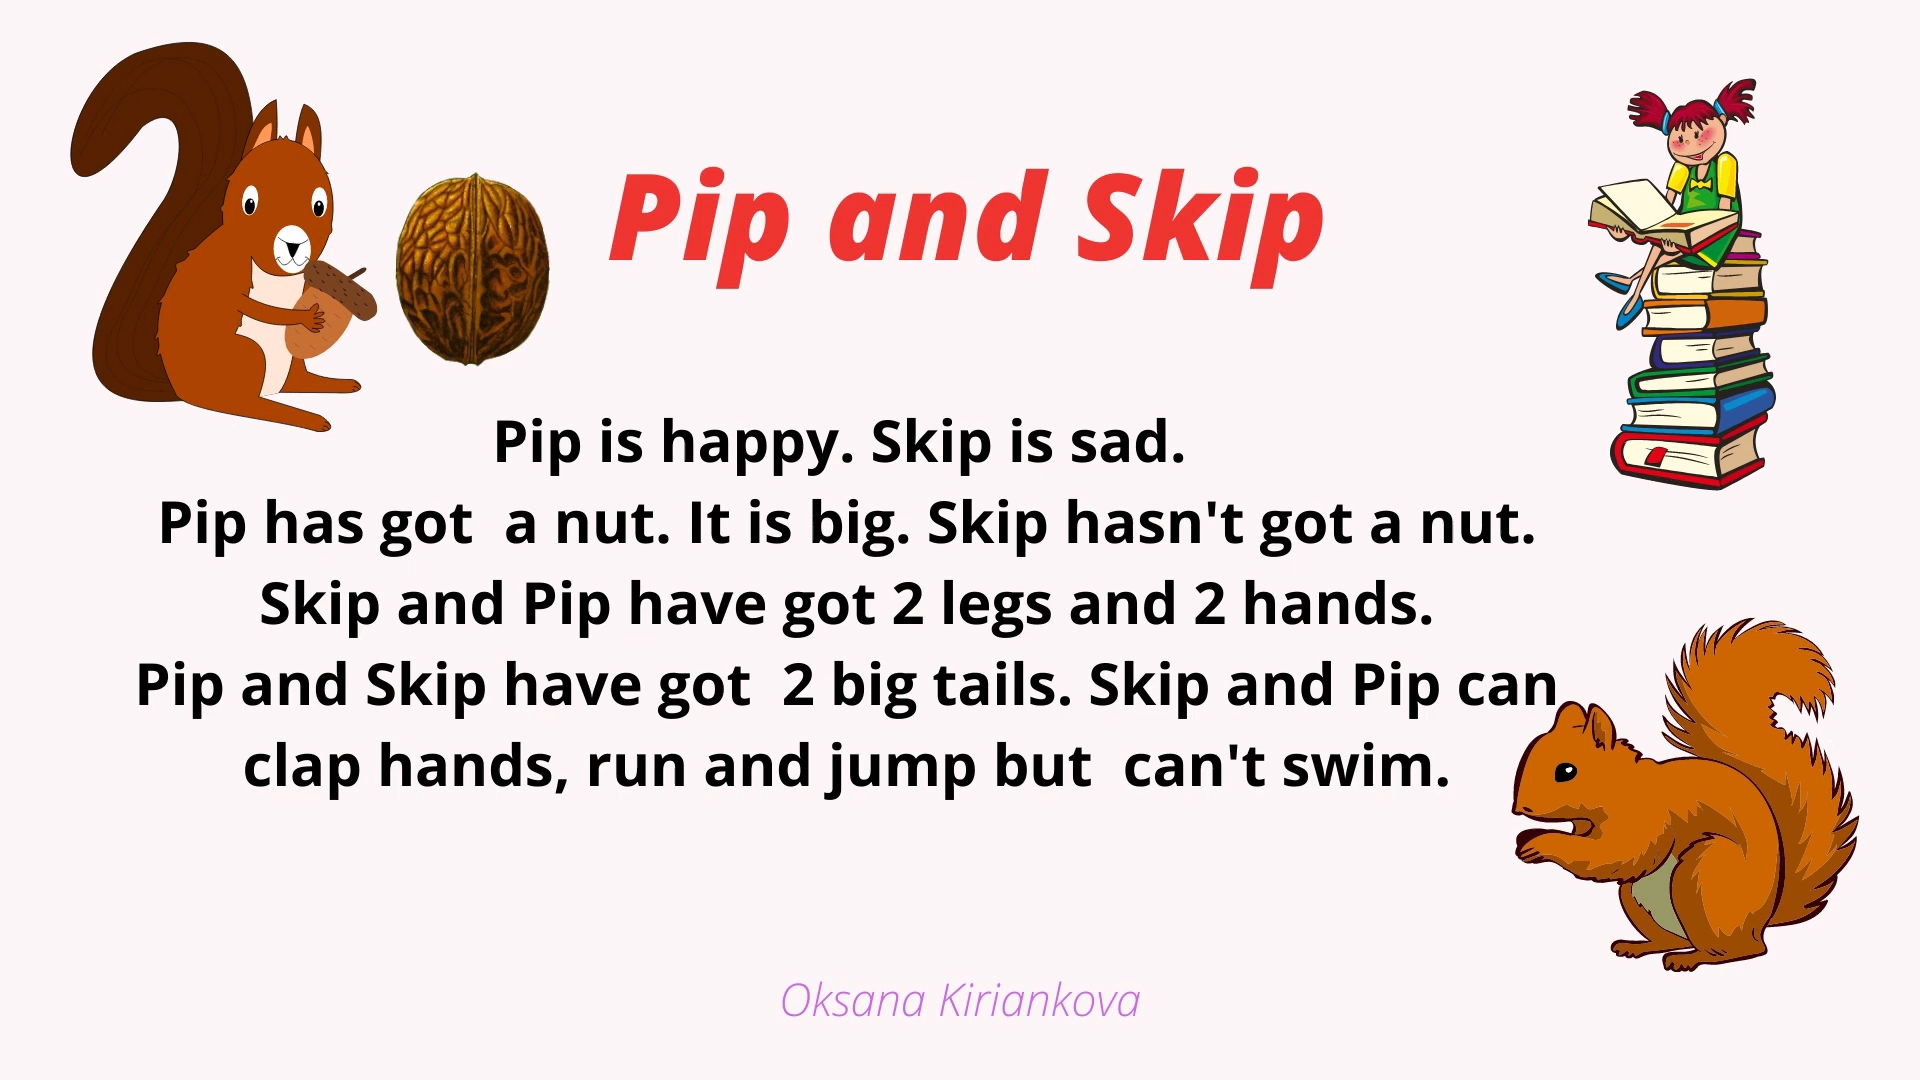 Pip and Skip
Pip is happy. Skip is sad.
Pip has got  a nut. It is big. Skip hasn't got a nut.
Skip and Pip have got 2 legs and 2 hands.
Pip and Skip have got  2 big tails. Skip and Pip can
clap hands, run and jump but  can't swim.
Oksana Kiriankova